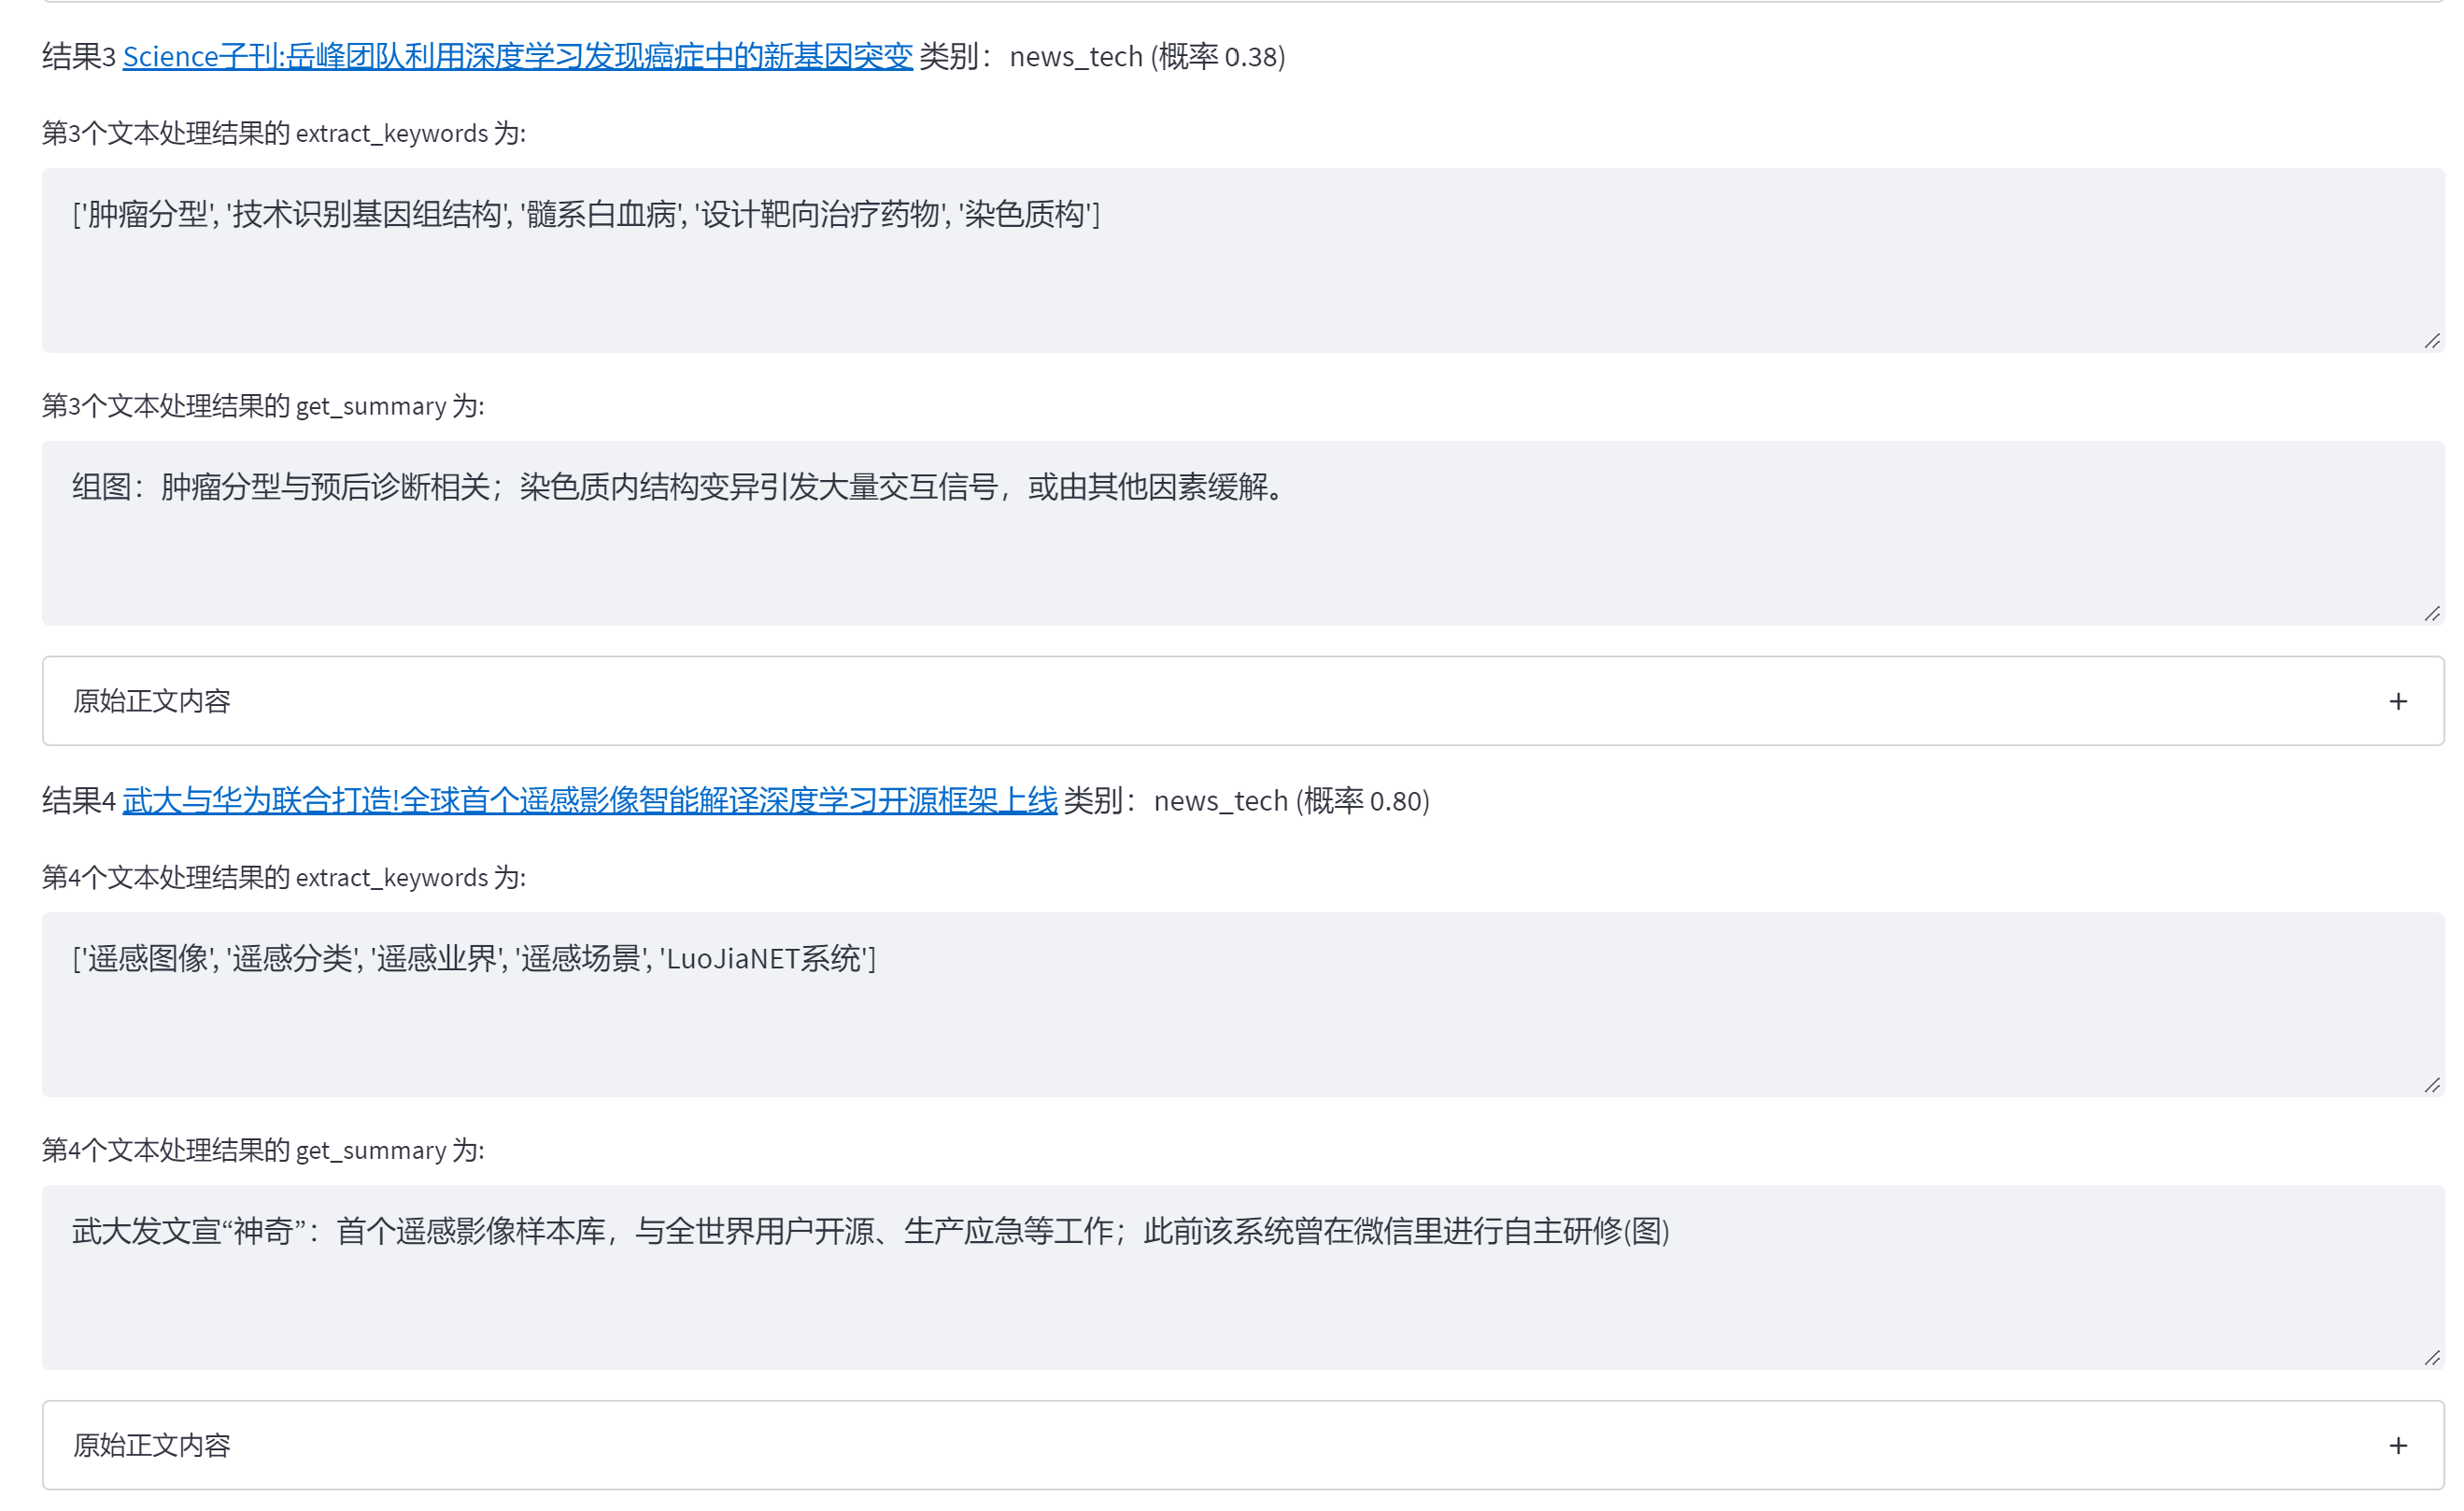 结果3 Science子刊:岳峰团队利用深度学习发现癌症中的新基因突变 类别：news_tech (概率 0.38)
第3个文本处理结果的 extract_keywords 为:
['肿瘤分型', '技术识别基因组结构', '髓系白血病', '设计靶向治疗药物', '染色质构']
第3个文本处理结果的 get_summary 为:
组图：肿瘤分型与预后诊断相关；染色质内结构变异引发大量交互信号，或由其他因素缓解。
原始正文内容
结果4 武大与华为联合打造!全球首个遥感影像智能解译深度学习开源框架上线 类别：news_tech (概率 0.80)
第4个文本处理结果的 extract_keywords 为:
['遥感图像', '遥感分类', '遥感业界', '遥感场景', 'LuoJiaNET系统']
第4个文本处理结果的 get_summary 为:
武大发文宣“神奇”：首个遥感影像样本库，与全世界用户开源、生产应急等工作；此前该系统曾在微信里进行自主研修(图)
原始正文内容